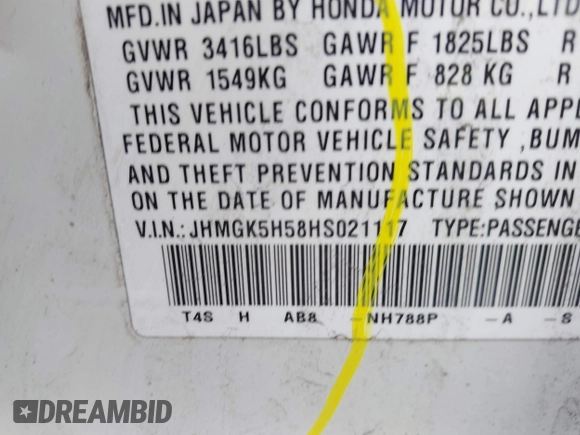 MFD.IN JAPAN BY HONDA MOTOR CO.,LTD
GVWR 3416LBS GAWR F 1825LBS R
GVWR 1549KG GAWR F 828 KG R
THIS VEHICLE CONFORMS TO ALL APPL
FEDERAL MOTOR VEHICLE SAFETY ,BUM
AND THEFT PREVENTION STANDARDS IN
ON THE DATE OF MANUFACTURE SHOWN
V.I.N.:JHMGK5H58HS021117 TYPE:PASSENGE
T4S H AB8 -NH788P -A -S
DREAMBID